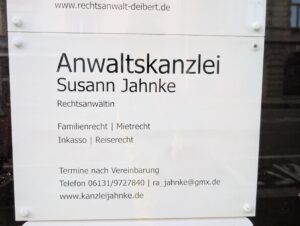 www.rechtsanwalt-deibert.de
Anwaltskanzlei
Susann Jahnke
Rechtsanwältin
Familienrecht | Mietrecht
Inkasso | Reiserecht
Termine nach Vereinbarung
Telefon 06131/9727840 | ra_jahnke@gmx.de
www.kanzleijahnke.de